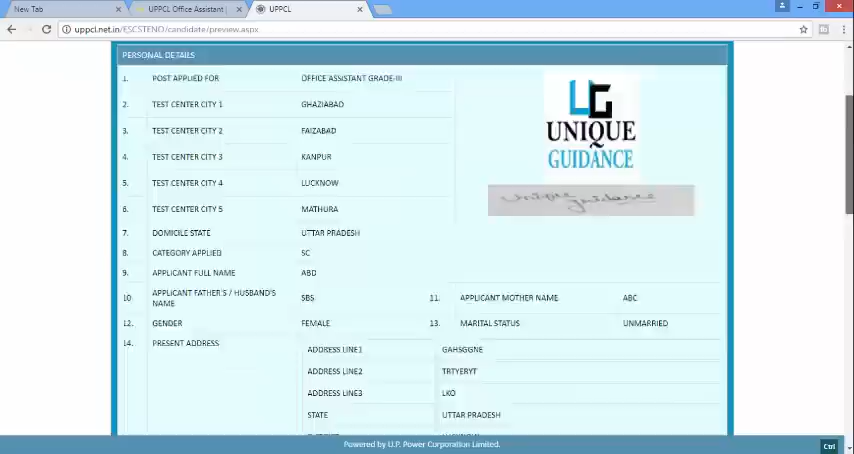 New Tab
UPPCL Office Assistant |
UPPCL
uppcl.net.in/ESCSTEND/candidate/preview.aspx
PERSONAL DETAILS
1. POST APPLIED FOR OFFICE ASSISTANT GRADE-III
2. TEST CENTER CITY 1 GHAZIABAD
3. TEST CENTER CITY 2 FAIZABAD
4. TEST CENTER CITY 3 KANPUR
5. TEST CENTER CITY 4 LUCKNOW
6. TEST CENTER CITY 5 MATHURA
UG
UNIQUE
GUIDANCE
unique
guidance
7. DOMICILE STATE UTTAR PRADESH
8. CATEGORY APPLIED SC
9. APPLICANT FULL NAME ABD
10. APPLICANT FATHER'S / HUSBAND'S
NAME SBS
11. APPLICANT MOTHER NAME ABC
12. GENDER FEMALE
13. MARITAL STATUS UNMARRIED
14. PRESENT ADDRESS
ADDRESS LINE1 GAHSGGNE
ADDRESS LINE2 TRTYERYT
ADDRESS LINE3 LKO
STATE UTTAR PRADESH
Powered by U.P. Power Corporation Limited.
Ctrl